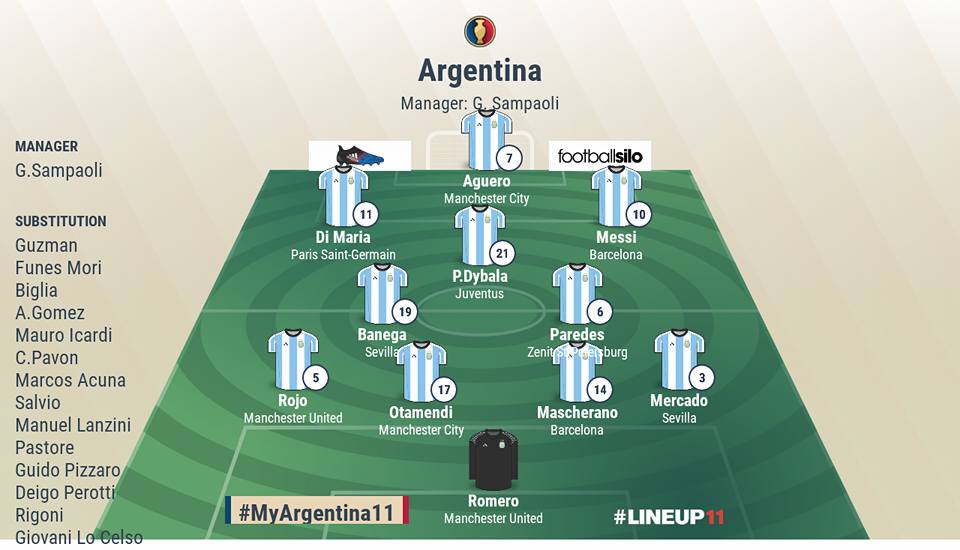 Argentina
Manager: G. Sampaoli
MANAGER
G.Sampaoli
SUBSTITUTION
Guzman
Funes Mori
Biglia
A.Gomez
Mauro Icardi
C.Pavon
Marcos Acuna
Salvio
Manuel Lanzini
Pastore
Guido Pizzaro
Deigo Perotti
Rigoni
Giovani Lo Celso
footballsilo
7
Aguero
Manchester City
11
Di Maria
Paris Saint-Germain
10
Messi
Barcelona
21
P.Dybala
Juventus
19
Banega
Sevilla
6
Paredes
Zenit St Petersburg
5
Rojo
Manchester United
17
Otamendi
Manchester City
14
Mascherano
Barcelona
3
Mercado
Sevilla
Romero
Manchester United
#MyArgentina11
#LINEUP11